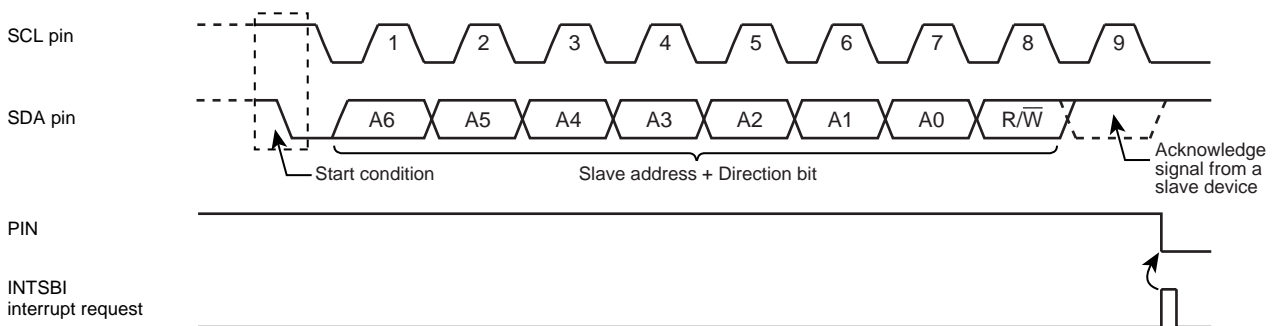 SCL pin
1 2 3 4 5 6 7 8 9
SDA pin
A6 A5 A4 A3 A2 A1 A0 R/W̅
Start condition
Slave address + Direction bit
Acknowledge
signal from a
slave device
PIN
INTSBI
interrupt request